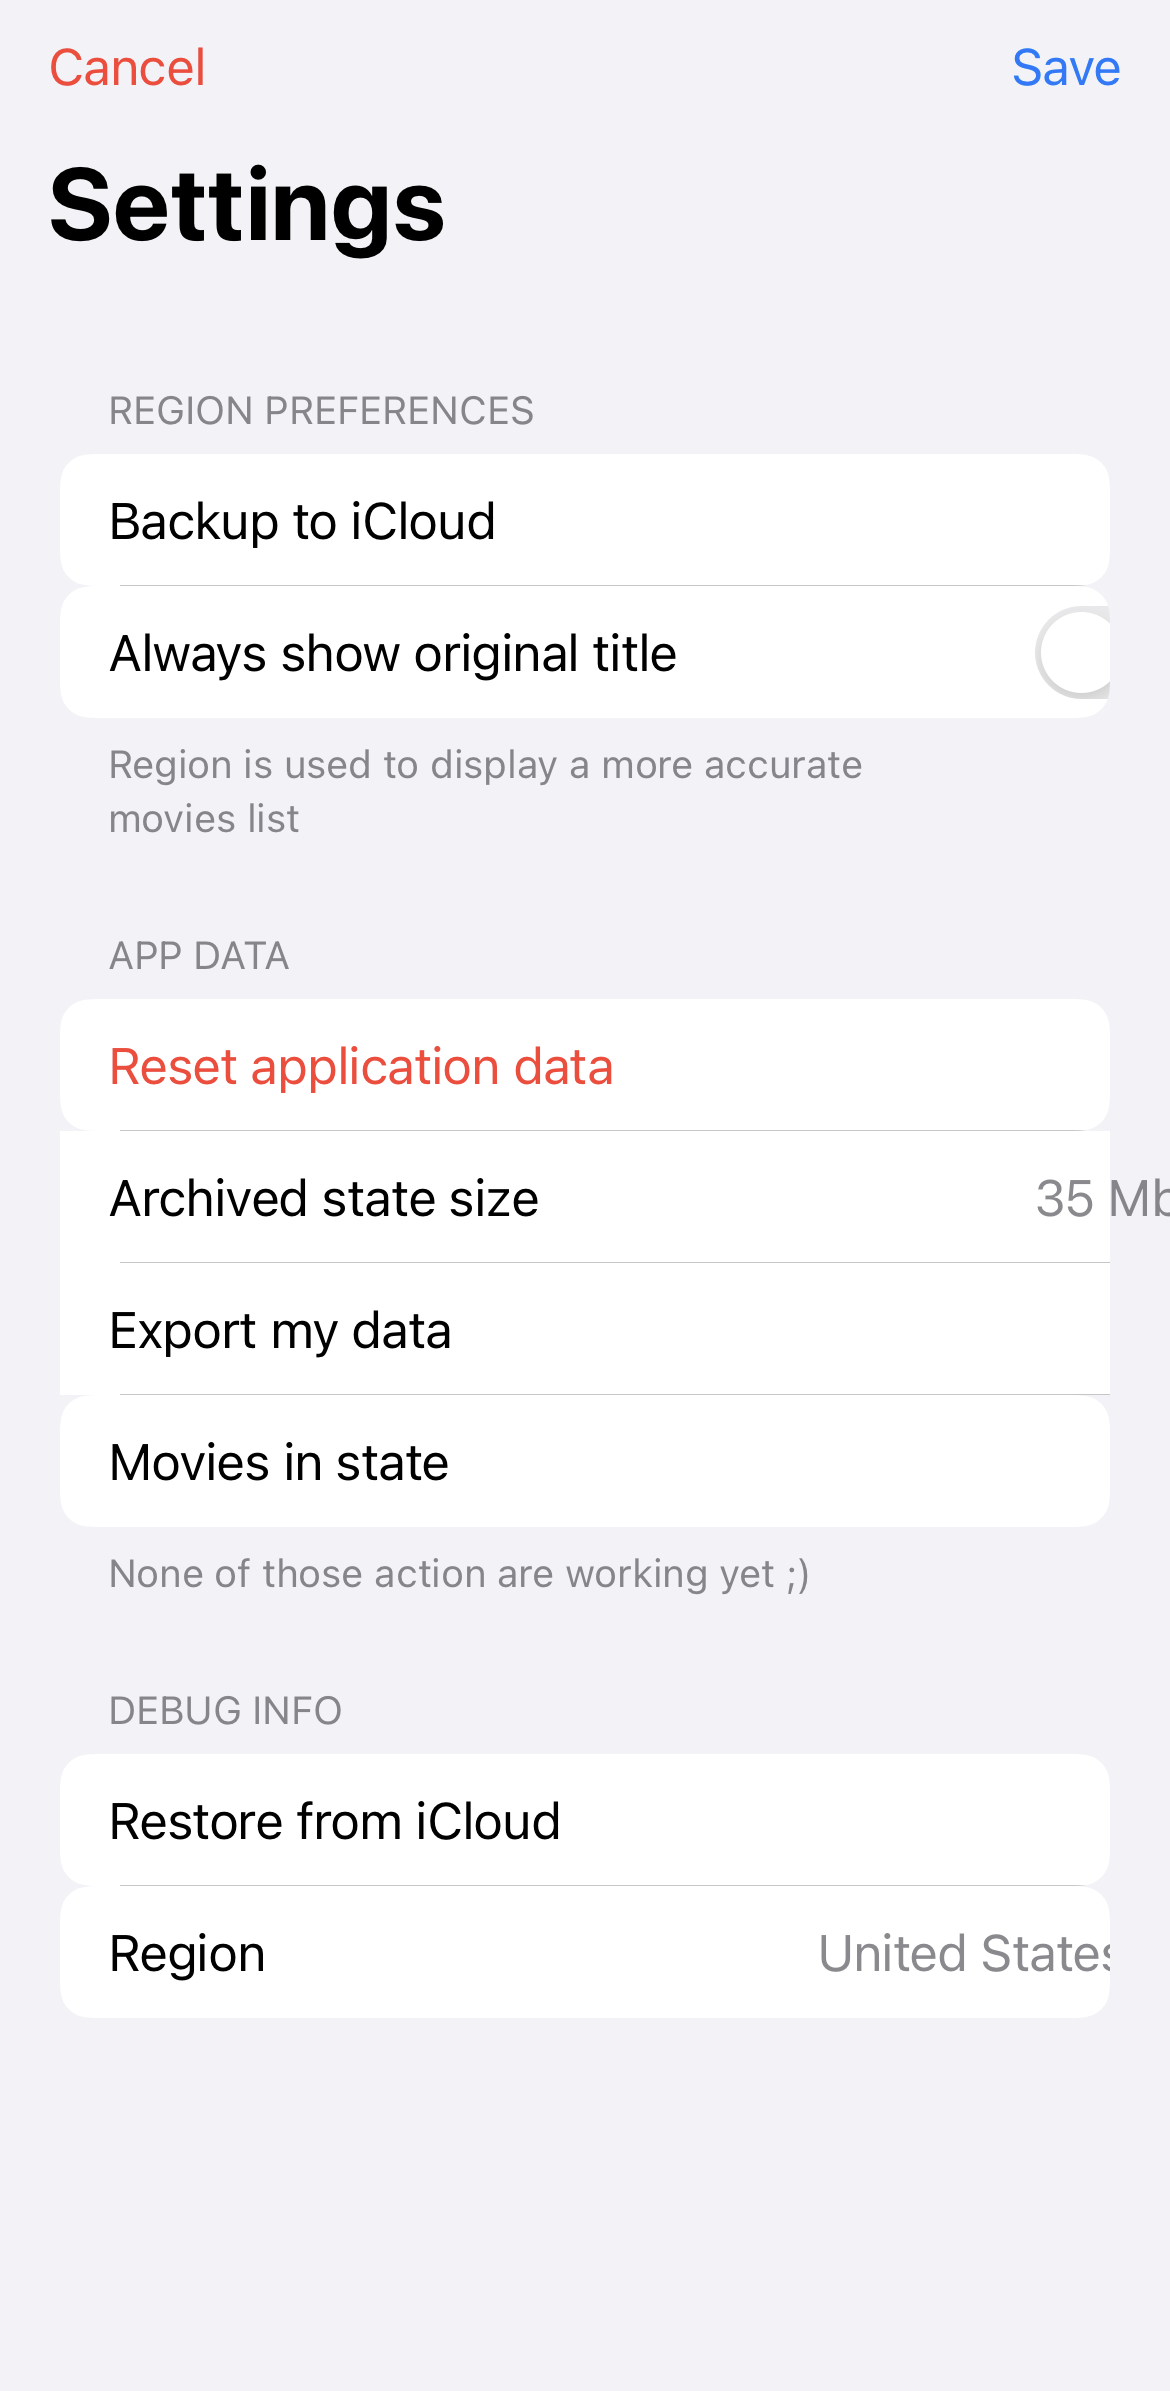 Cancel
Save
Settings
REGION PREFERENCES
Backup to iCloud
Always show original title
Region is used to display a more accurate
movies list
APP DATA
Reset application data
Archived state size
35 Mb
Export my data
Movies in state
None of those action are working yet ;)
DEBUG INFO
Restore from iCloud
Region
United States